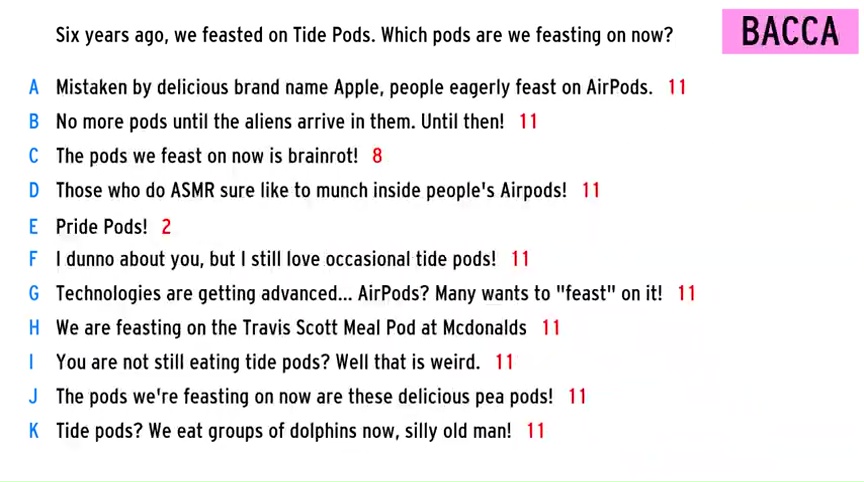 Six years ago, we feasted on Tide Pods. Which pods are we feasting on now?
BACCA
A Mistaken by delicious brand name Apple, people eagerly feast on AirPods. 11
B No more pods until the aliens arrive in them. Until then! 11
C The pods we feast on now is brainrot! 8
D Those who do ASMR sure like to munch inside people's Airpods! 11
E Pride Pods! 2
F I dunno about you, but I still love occasional tide pods! 11
G Technologies are getting advanced... AirPods? Many wants to "feast" on it! 11
H We are feasting on the Travis Scott Meal Pod at Mcdonalds 11
I You are not still eating tide pods? Well that is weird. 11
J The pods we're feasting on now are these delicious pea pods! 11
K Tide pods? We eat groups of dolphins now, silly old man! 11